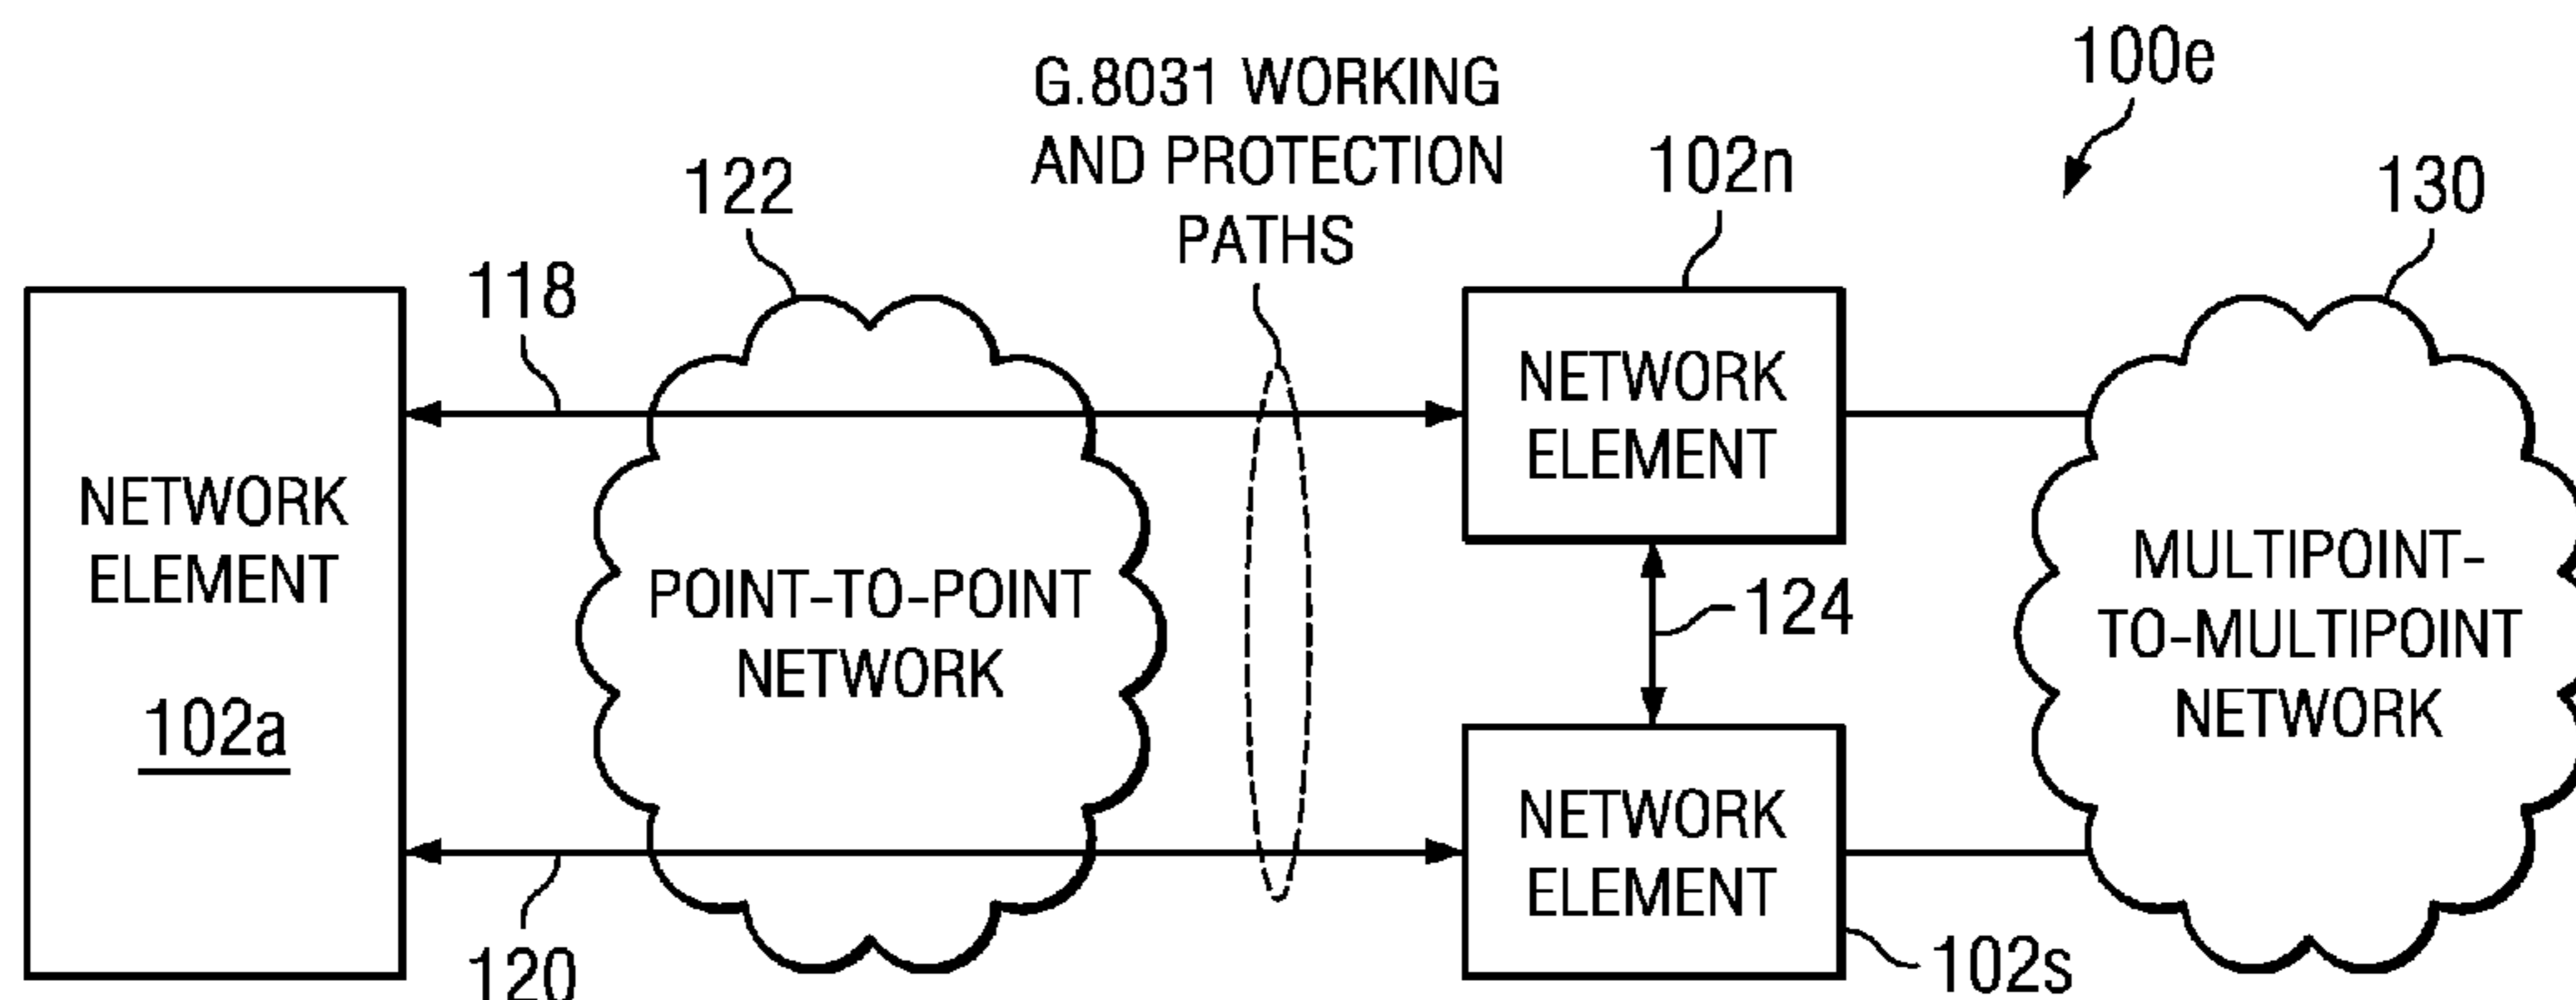 100e
G.8031 WORKING
AND PROTECTION
PATHS
122
102n
130
118
NETWORK
ELEMENT
102a
POINT-TO-POINT
NETWORK
NETWORK
ELEMENT
124
MULTIPOINT-
TO-MULTIPOINT
NETWORK
NETWORK
ELEMENT
120
102s